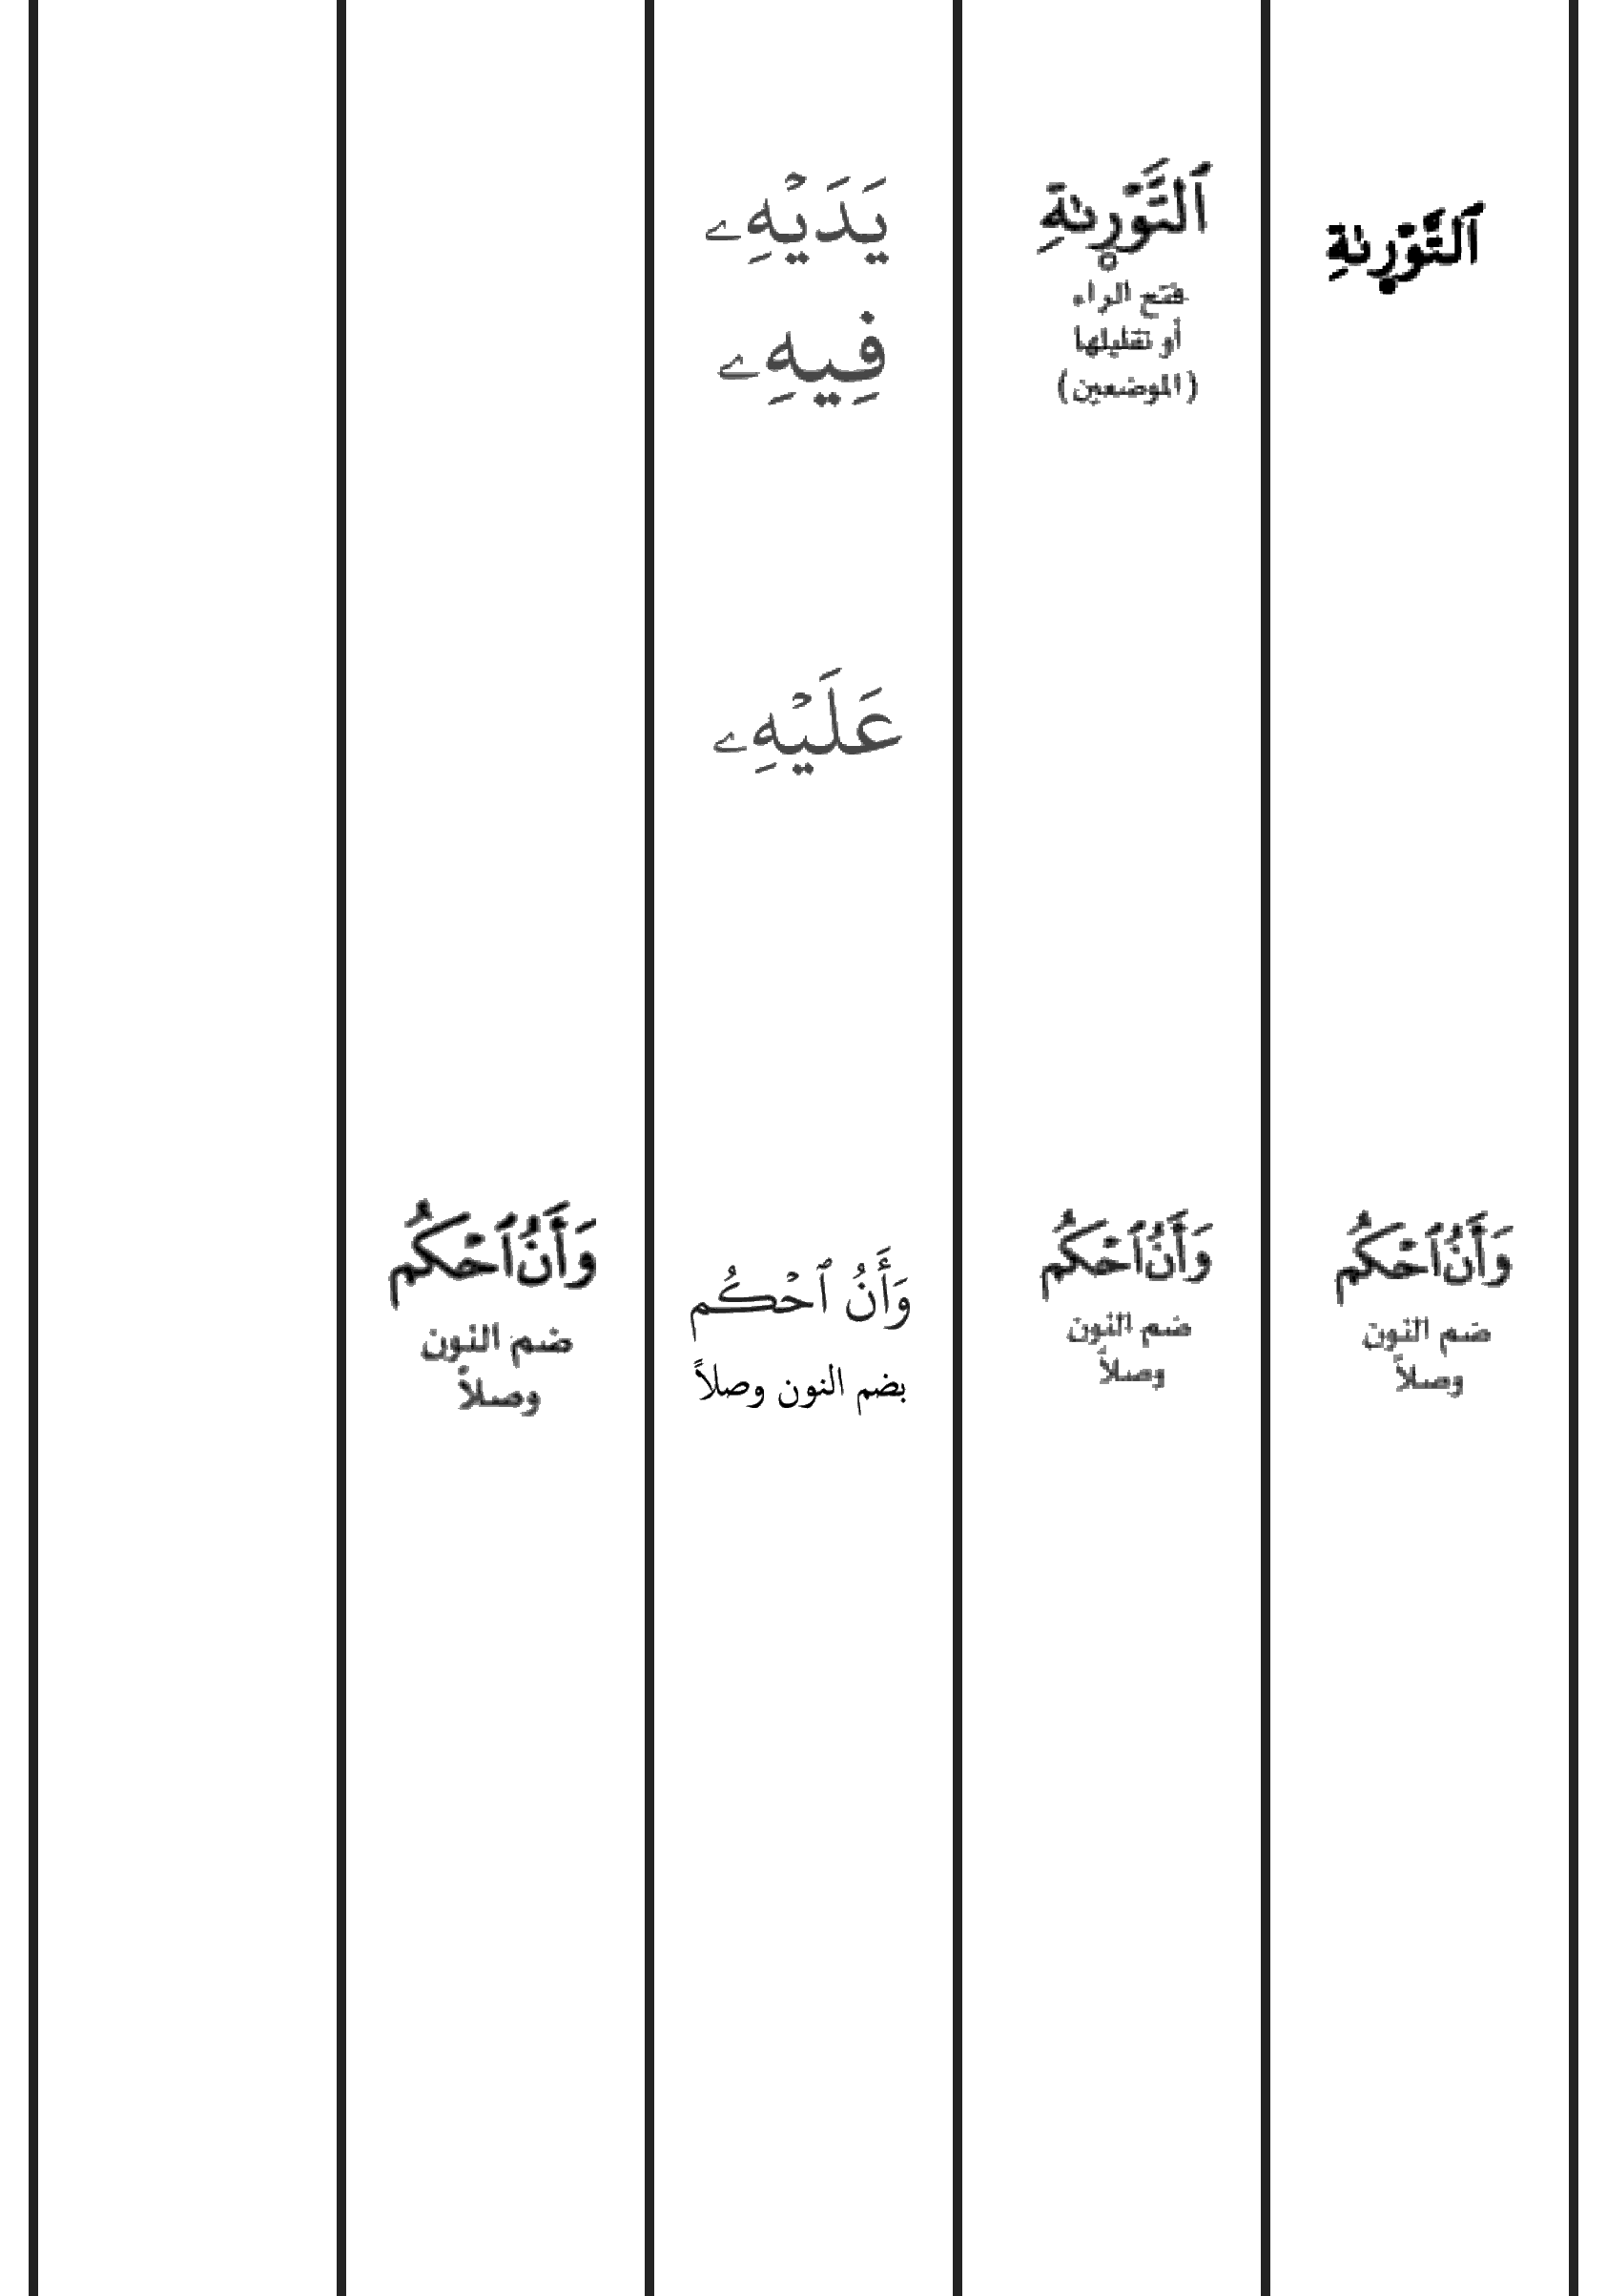 ٱلتَّوْرِىٰةِ
وَأَنُ ٱحْكُم
ضم النون
وصلاً
ٱلتَّوْرِىٰةِ
فتح الراء
أو تقليلها
(الموضعين)
وَأَنُ ٱحْكُم
ضم النون
وصلاً
يَدَيْهِۦ
فِيهِۦ
عَلَيْهِۦ
وَأَنُ ٱحْكُم
بضم النون وصلاً
وَأَنُ ٱحْكُم
ضم النون
وصلاً